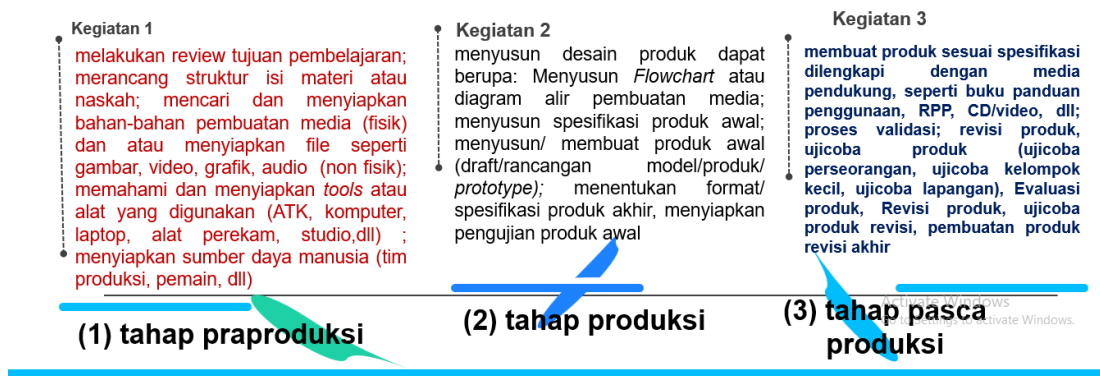 Kegiatan 1
melakukan review tujuan pembelajaran;
merancang struktur isi materi atau
naskah; mencari dan menyiapkan
bahan-bahan pembuatan media (fisik)
dan atau menyiapkan file seperti
gambar, video, grafik, audio (non fisik);
memahami dan menyiapkan tools atau
alat yang digunakan (ATK, komputer,
laptop, alat perekam, studio,dll) ;
menyiapkan sumber daya manusia (tim
produksi, pemain, dll)
(1) tahap praproduksi
Kegiatan 2
menyusun desain produk dapat
berupa: Menyusun Flowchart atau
diagram alir pembuatan media;
menyusun spesifikasi produk awal;
menyusun/ membuat produk awal
(draft/rancangan model/produk/
prototype); menentukan format/
spesifikasi produk akhir, menyiapkan
pengujian produk awal
(2) tahap produksi
Kegiatan 3
membuat produk sesuai spesifikasi
dilengkapi dengan media
pendukung, seperti buku panduan
penggunaan, RPP, CD/video, dll;
proses validasi; revisi produk,
ujicoba produk (ujicoba
perseorangan, ujicoba kelompok
kecil, ujicoba lapangan), Evaluasi
produk, Revisi produk, ujicoba
produk revisi, pembuatan produk
revisi akhir
(3) tahap pasca
produksi
Activate Windows
Go to Settings to activate Windows.